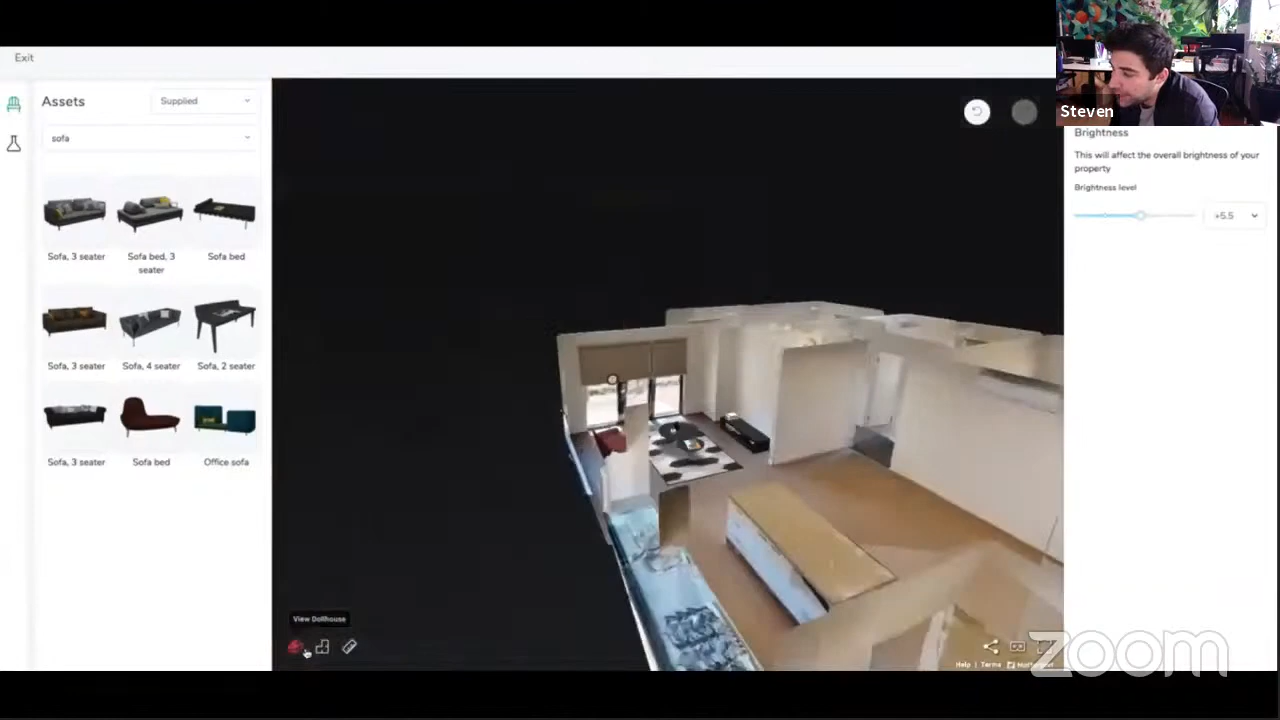 Exit
Assets
Supplied
sofa
Sofa, 3 seater
Sofa bed, 3
seater
Sofa bed
Sofa, 3 seater
Sofa, 4 seater
Sofa, 2 seater
Sofa, 3 seater
Sofa bed
Office sofa
View Dollhouse
Help | Terms
Matterport
Steven
Brightness
This will affect the overall brightness of your
property
Brightness level
+5.5
zoom